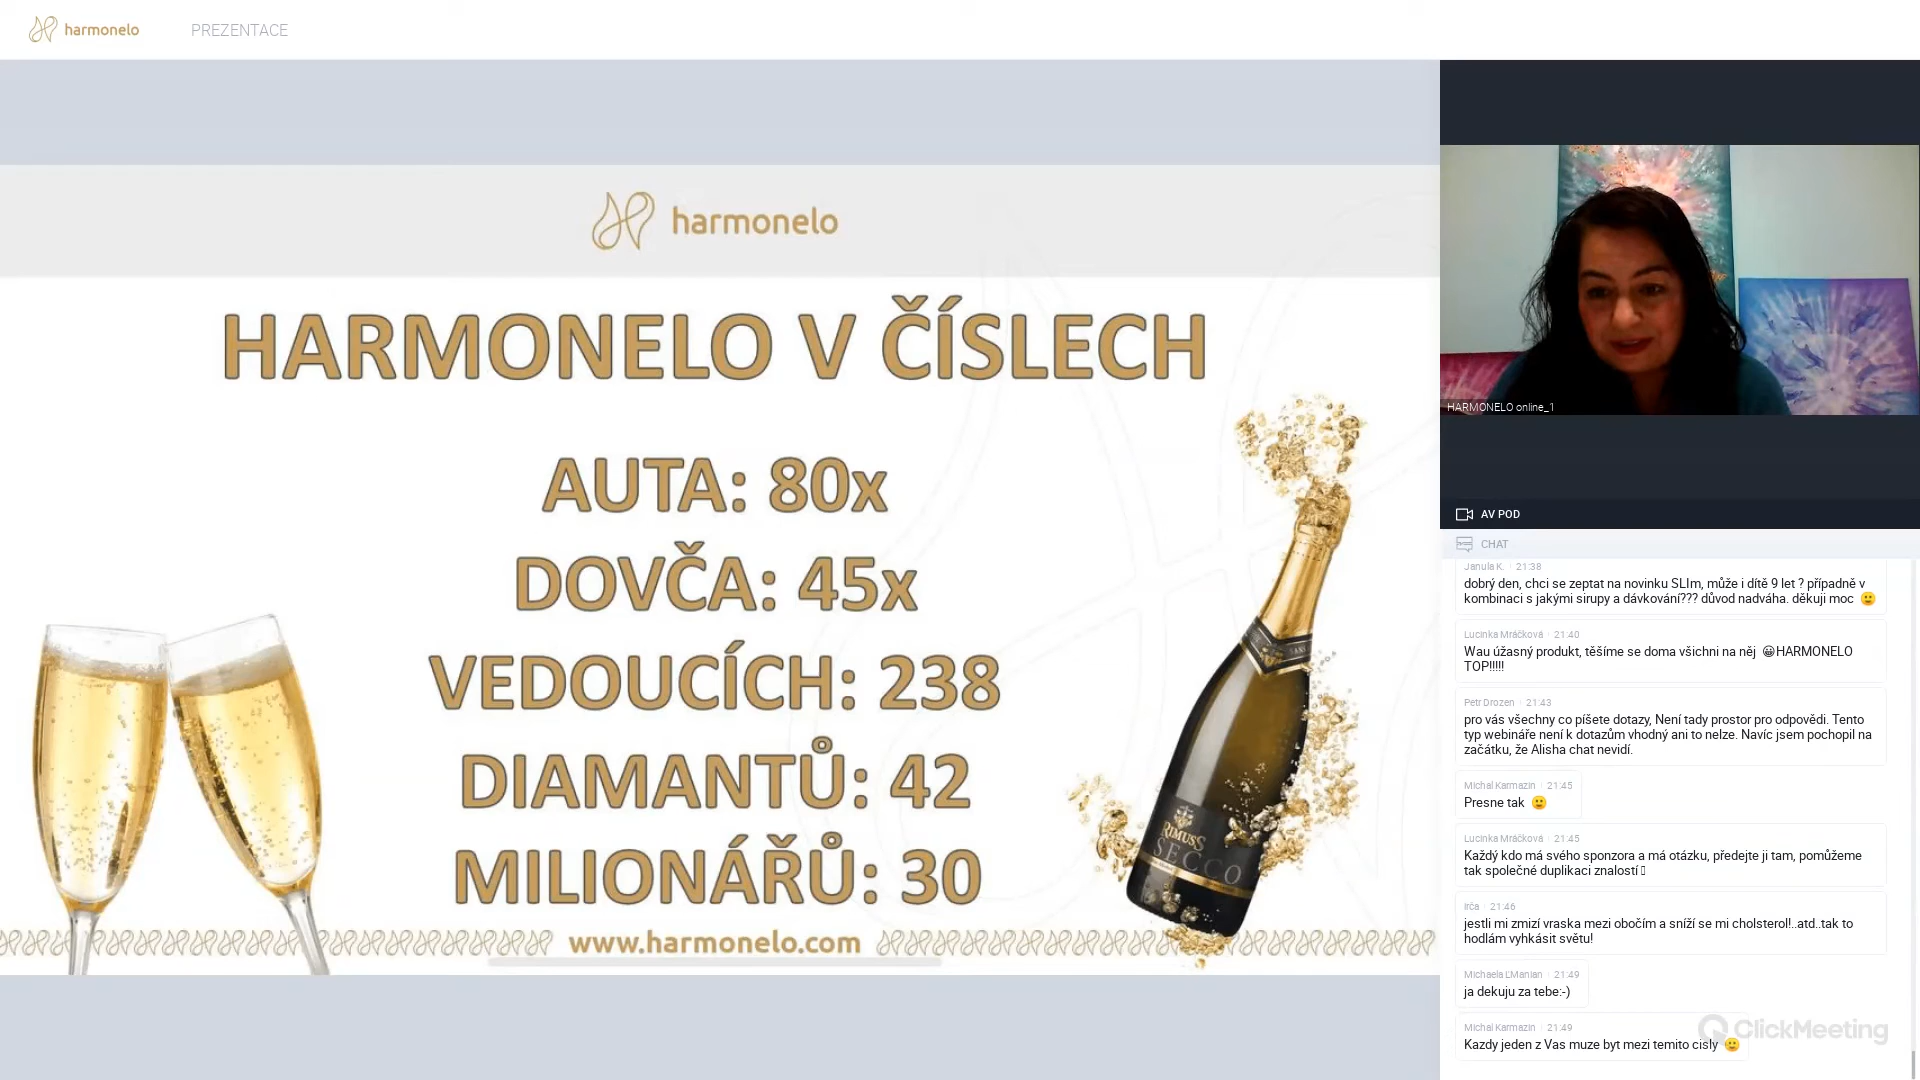 harmonelo
PREZENTACE
harmonelo
HARMONELO V ČÍSLECH
AUTA: 80x
DOVČA: 45x
VEDOUCÍCH: 238
DIAMANTŮ: 42
MILIONÁŘŮ: 30
RIMUSS
SECCO
www.harmonelo.com
HARMONELO online_1
AV POD
CHAT
Janula K. 21:38
dobrý den, chci se zeptat na novinku SLIm, může i dítě 9 let ? případně v
kombinaci s jakými sirupy a dávkování??? důvod nadváha. děkuji moc 🙂
Lucinka Mráčková 21:40
Wau úžasný produkt, těšíme se doma všichni na něj 😀HARMONELO
TOP!!!!!
Petr Drozen 21:43
pro vás všechny co píšete dotazy, Není tady prostor pro odpovědi. Tento
typ webináře není k dotazům vhodný ani to nelze. Navíc jsem pochopil na
začátku, že Alisha chat nevidí.
Michal Karmazin 21:45
Presne tak 🙂
Lucinka Mráčková 21:45
Každý kdo má svého sponzora a má otázku, předejte ji tam, pomůžeme
tak společné duplikaci znalostí
Irča 21:46
jestli mi zmizí vraska mezi obočím a sníží se mi cholsterol!..atd..tak to
hodlám vyhkásit světu!
Michaela ĽManian 21:49
ja dekuju za tebe:-)
Michal Karmazin 21:49
Kazdy jeden z Vas muze byt mezi temito cisly 🙂
ClickMeeting